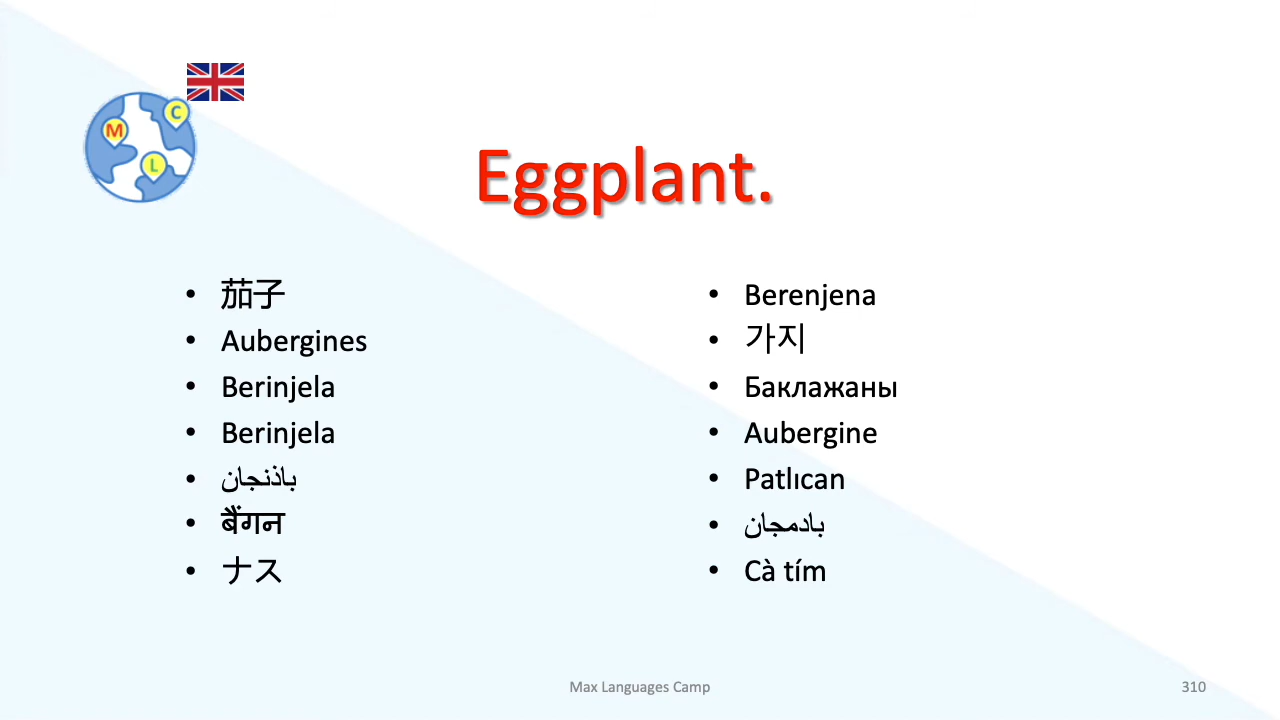 C
M
L
Eggplant.
• 茄子
• Aubergines
• Berinjela
• Berinjela
• باذنجان
• बैंगन
• ナス
• Berenjena
• 가지
• Баклажаны
• Aubergine
• Patlıcan
• بادمجان
• Cà tím
Max Languages Camp
310